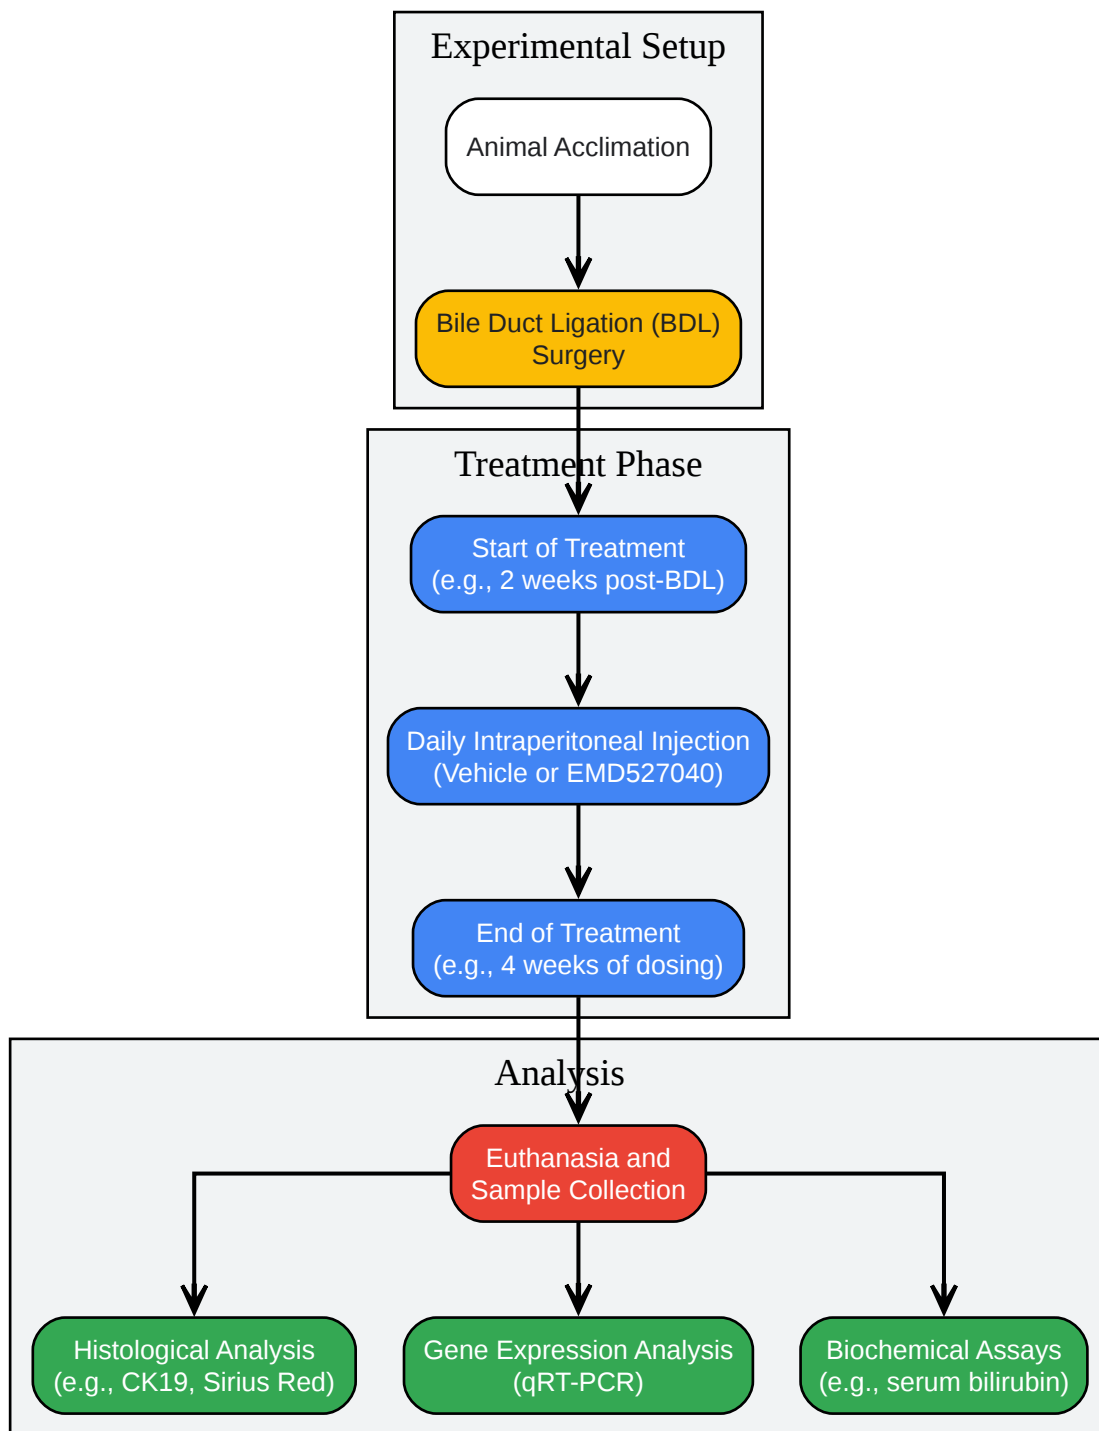 Experimental Setup
Animal Acclimation
Bile Duct Ligation (BDL)
Surgery
Treatment Phase
Start of Treatment
(e.g., 2 weeks post-BDL)
Daily Intraperitoneal Injection
(Vehicle or EMD527040)
End of Treatment
(e.g., 4 weeks of dosing)
Analysis
Euthanasia and
Sample Collection
Histological Analysis
(e.g., CK19, Sirius Red)
Gene Expression Analysis
(qRT-PCR)
Biochemical Assays
(e.g., serum bilirubin)